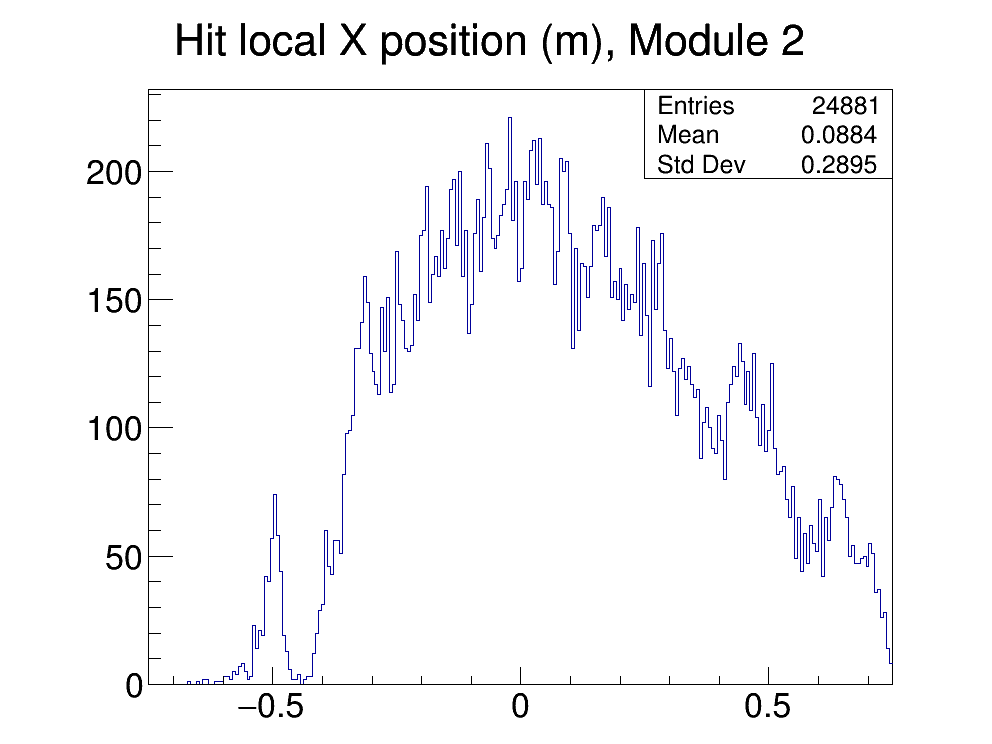 Hit local X position (m), Module 2
Entries 24881
Mean 0.0884
Std Dev 0.2895
200
150
100
50
0
−0.5 0 0.5